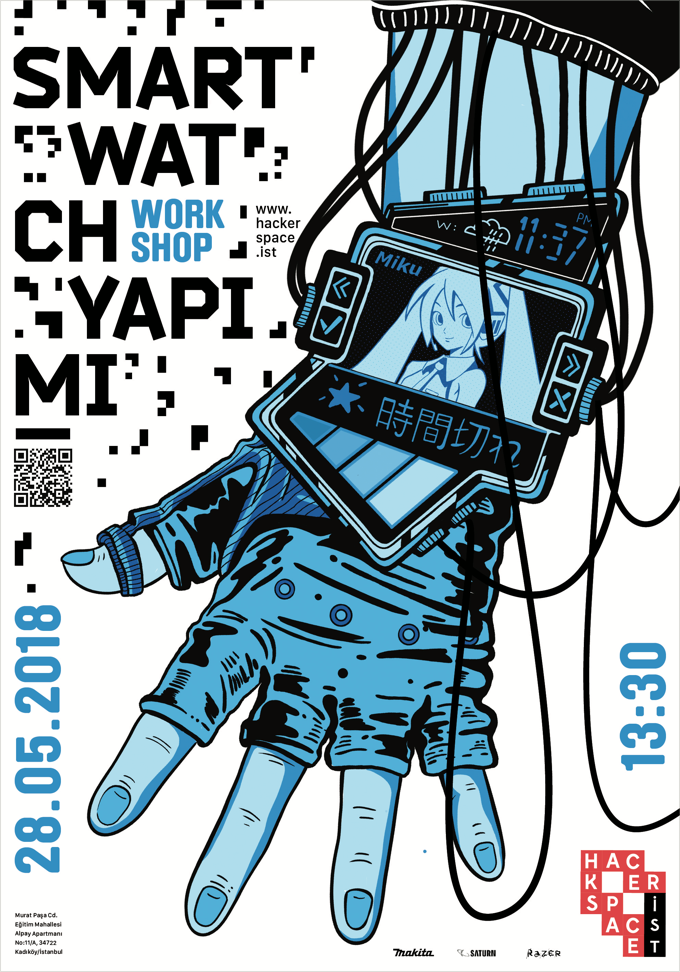 SMART
WAT
CH
WORK
SHOP
www.
hacker
space
.ist
YAPI
MI
W:
PM
11:37
Miku
時間切れ
28.05.2018
13:30
Murat Paşa Cd.
Eğitim Mahallesi
Alpay Apartmanı
No:11/A, 34722
Kadıköy/istanbul
makita
SATURN
RAZER
HAC
KER
SP
ACE
İST